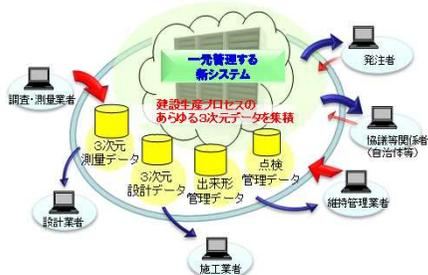 一元管理する
新システム
発注者
調査・測量業者
建設生産プロセスの
あらゆる3次元データを集積
3次元
測量データ
3次元
設計データ
出来形
管理データ
点検
管理データ
協議等関係者
(自治体等)
設計業者
維持管理業者
施工業者